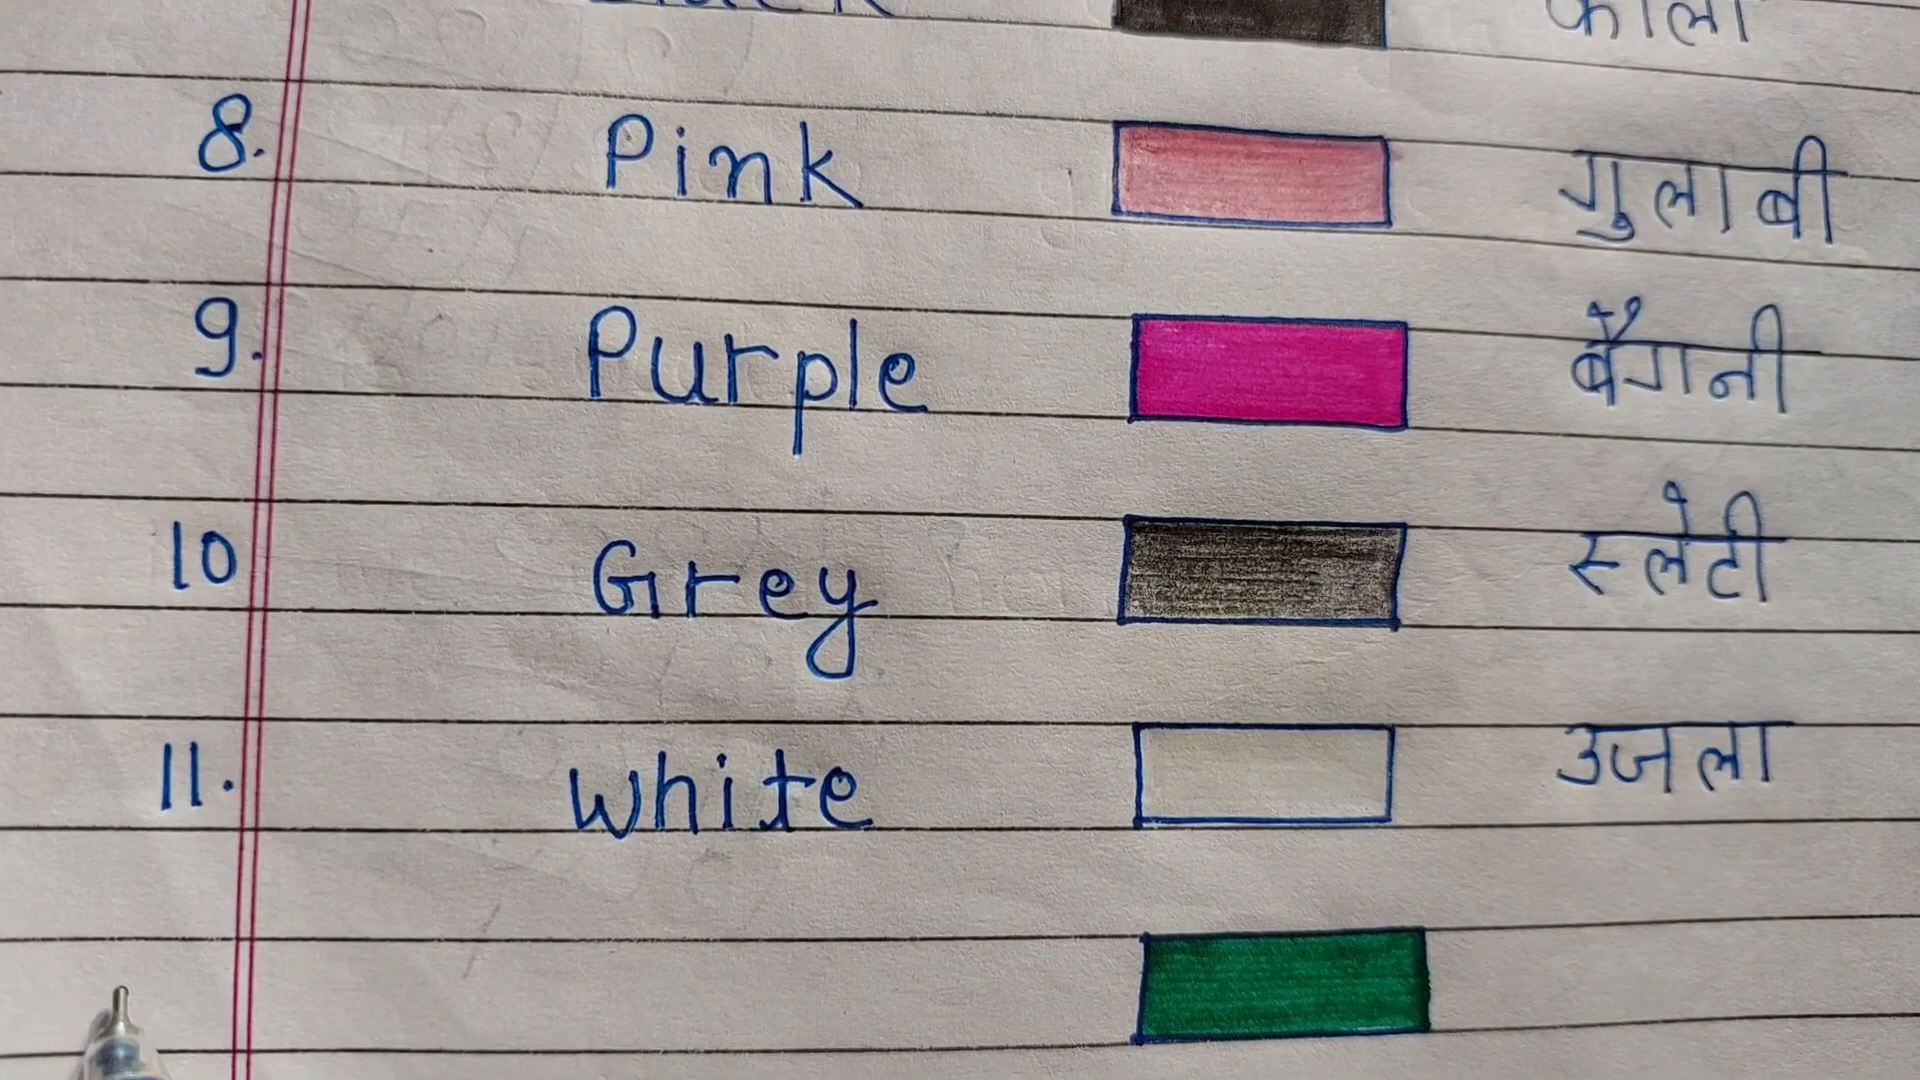 काला
8. Pink गुलाबी
9. Purple बैंगनी
10 Grey स्लेटी
11. White उजला